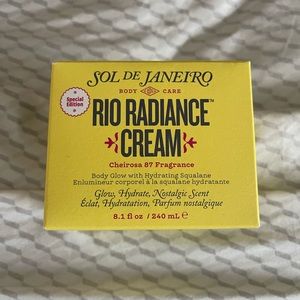 SOL DE JANEIRO
BODY CARE
Special
Edition
RIO RADIANCE™
CREAM
Cheirosa 87 Fragrance
Body Glow with Hydrating Squalane
Enlumineur corporel à la squalane hydratante
Glow, Hydrate, Nostalgic Scent
Éclat, Hydratation, Parfum nostalgique
8.1 fl oz / 240 mL ℮